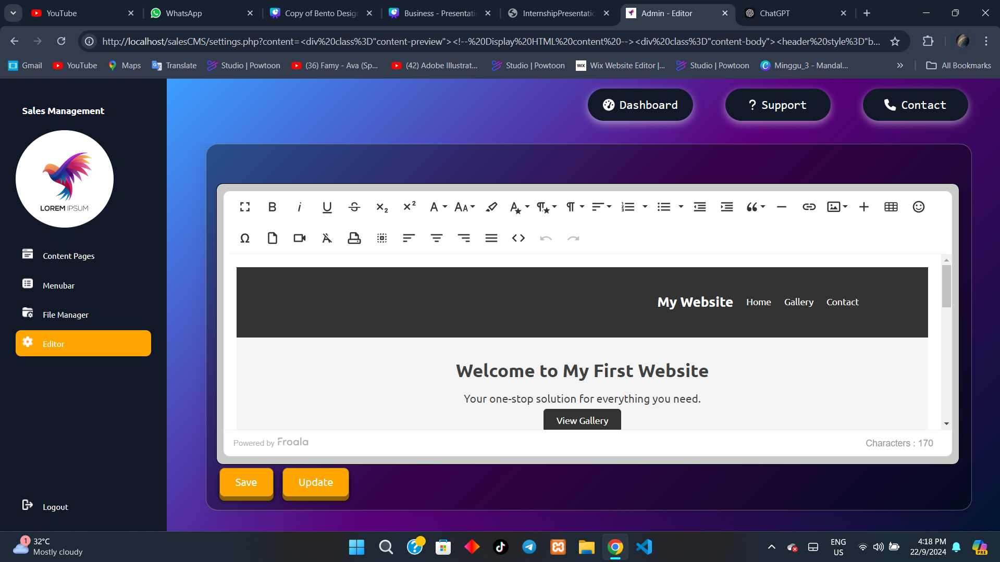 YouTube
WhatsApp
Copy of Bento Desig
Business - Presentati
InternshipPresentatio
Admin - Editor
ChatGPT
http://localhost/salesCMS/settings.php?content=<div%20class%3D"content-preview"><!--%20Display%20HTML%20content%20--><div%20class%3D"content-body"><header%20style%3D"b...
Gmail
YouTube
Maps
Translate
Studio | Powtoon
(36) Famy - Ava (Sp...
(42) Adobe Illustrat...
Studio | Powtoon
WIX
Wix Website Editor |...
Studio | Powtoon
Minggu_3 - Mandal...
All Bookmarks
Sales Management
LOREM IPSUM
Content Pages
Menubar
File Manager
Editor
Logout
Dashboard
Support
Contact
My Website
Home
Gallery
Contact
Welcome to My First Website
Your one-stop solution for everything you need.
View Gallery
Powered by Froala
Characters : 170
Save
Update
1
32°C
Mostly cloudy
ENG
US
4:18 PM
22/9/2024
PRE